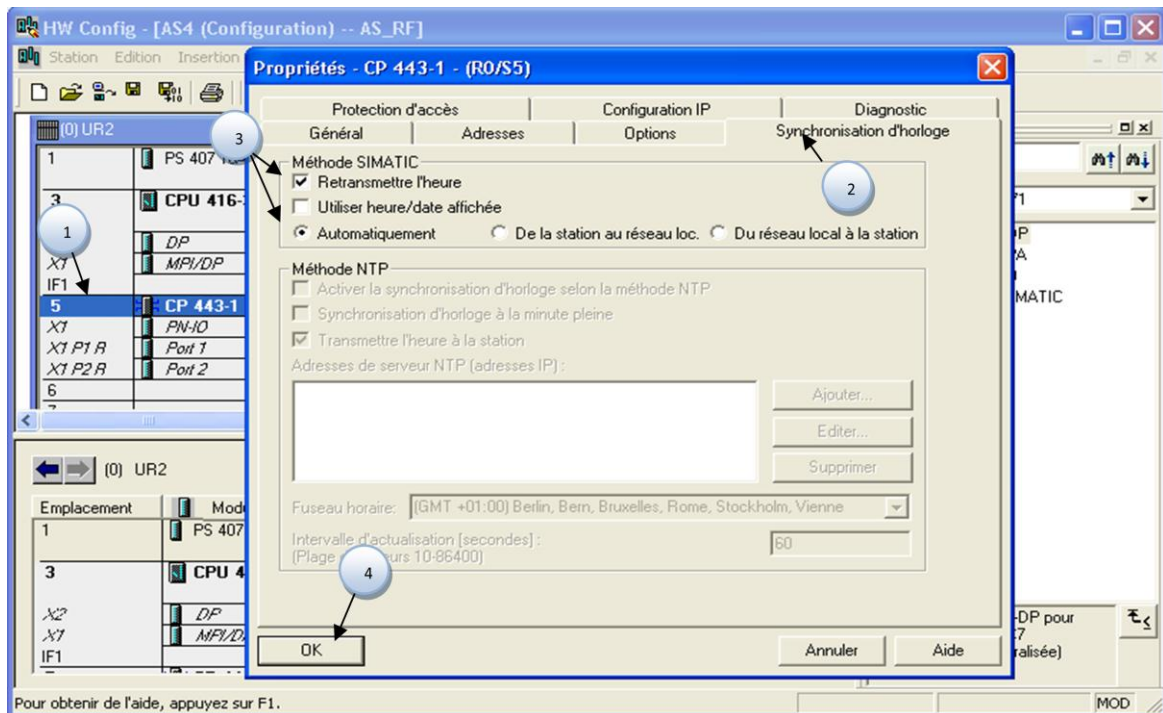 HW Config - [AS4 (Configuration) -- AS_RF]
Station Edition Insertion
Propriétés - CP 443-1 - (R0/S5)
Protection d'accès Configuration IP Diagnostic
Général Adresses Options Synchronisation d'horloge
(0) UR2
1 PS 407
3 CPU 416-
DP
X1 MPI/DP
IF1
5 CP 443-1
X1 PN-IO
X1 P1 R Port 1
X1 P2 R Port 2
6
7
3
1
2
Méthode SIMATIC
Retransmettre l'heure
Utiliser heure/date affichée
Automatiquement De la station au réseau loc. Du réseau local à la station
Méthode NTP
Activer la synchronisation d'horloge selon la méthode NTP
Synchronisation d'horloge à la minute pleine
Transmettre l'heure à la station
Adresses de serveur NTP (adresses IP) :
Ajouter...
Editer...
Supprimer
Fuseau horaire: (GMT +01:00) Berlin, Bern, Bruxelles, Rome, Stockholm, Vienne
Intervalle d'actualisation [secondes] : 60
(Plage 10-86400)
4
OK Annuler Aide
(0) UR2
Emplacement Mod
1 PS 407
3 CPU 4
X2 DP
X1 MPI/D
IF1
MATIC
-DP pour
ralisée)
Pour obtenir de l'aide, appuyez sur F1. MOD